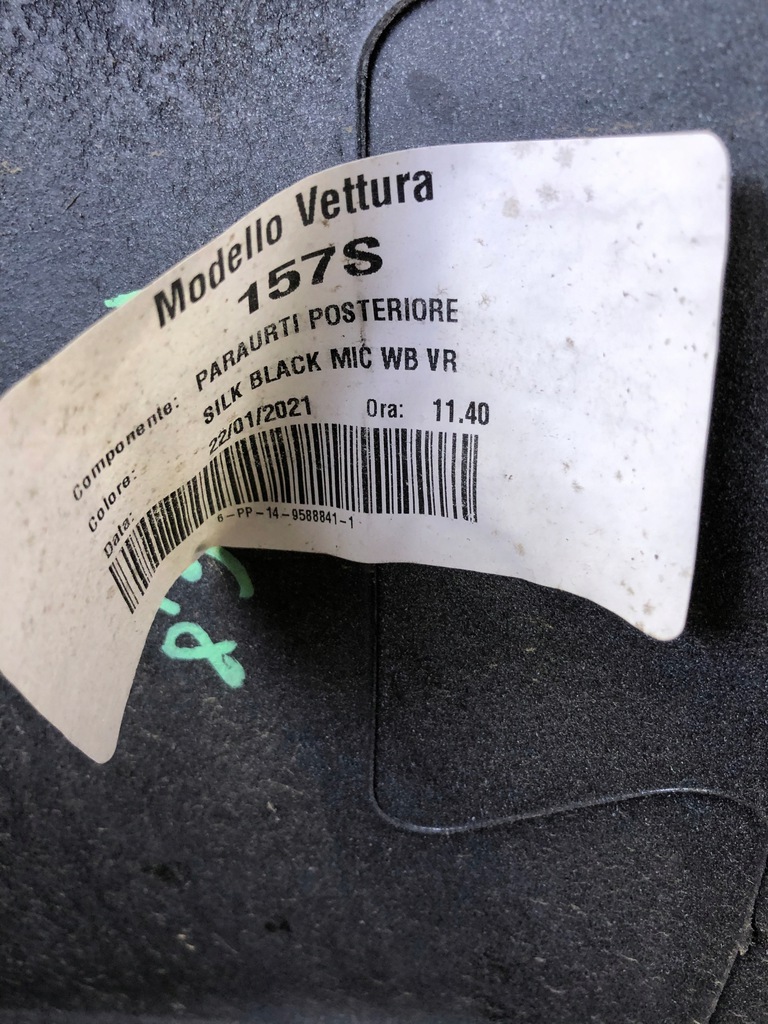 Modello Vettura
157S
Componente: PARAURTI POSTERIORE
Colore: SILK BLACK MIC WB VR
Data: 22/01/2021 Ora: 11.40
6-PP-14-9588841-1